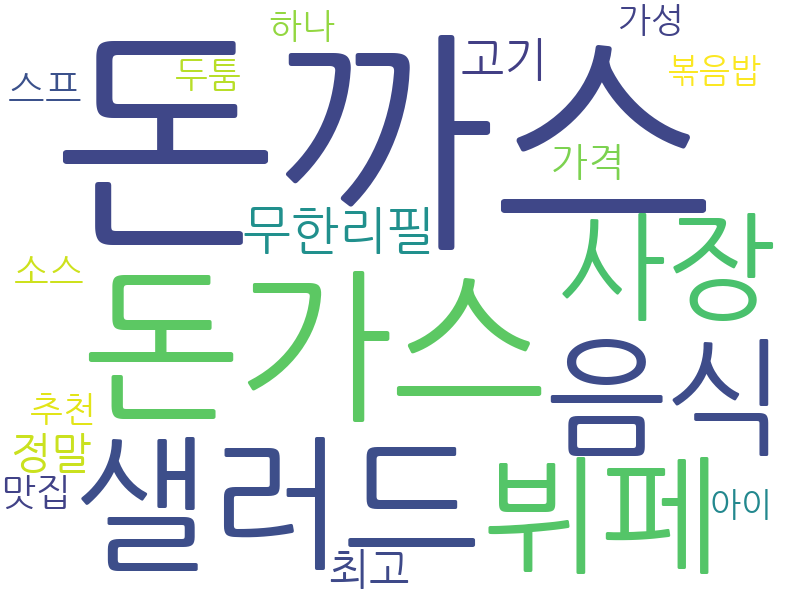 하나
가성
스프
두툼
돈까스
고기
볶음밥
가격
무한리필
사장
소스
돈가스
음식
추천
정말
맛집
샐러드
뷔페
아이
최고